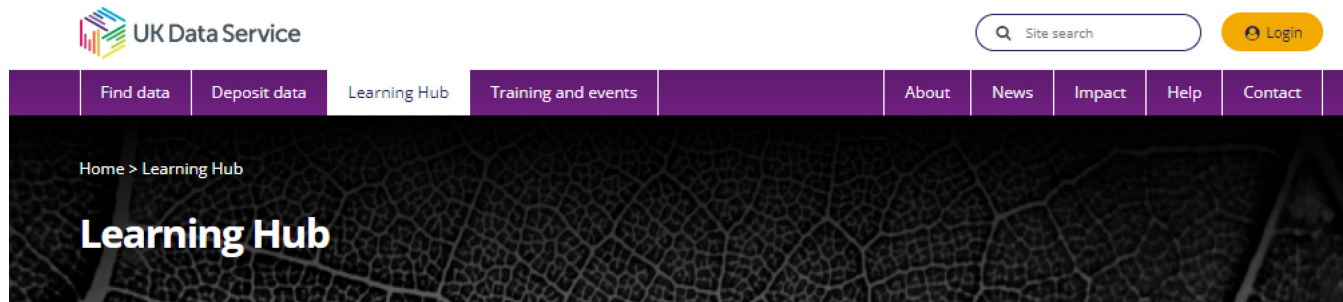 UK Data Service
Site search
Login
Find data Deposit data Learning Hub Training and events About News Impact Help Contact
Home > Learning Hub
Learning Hub